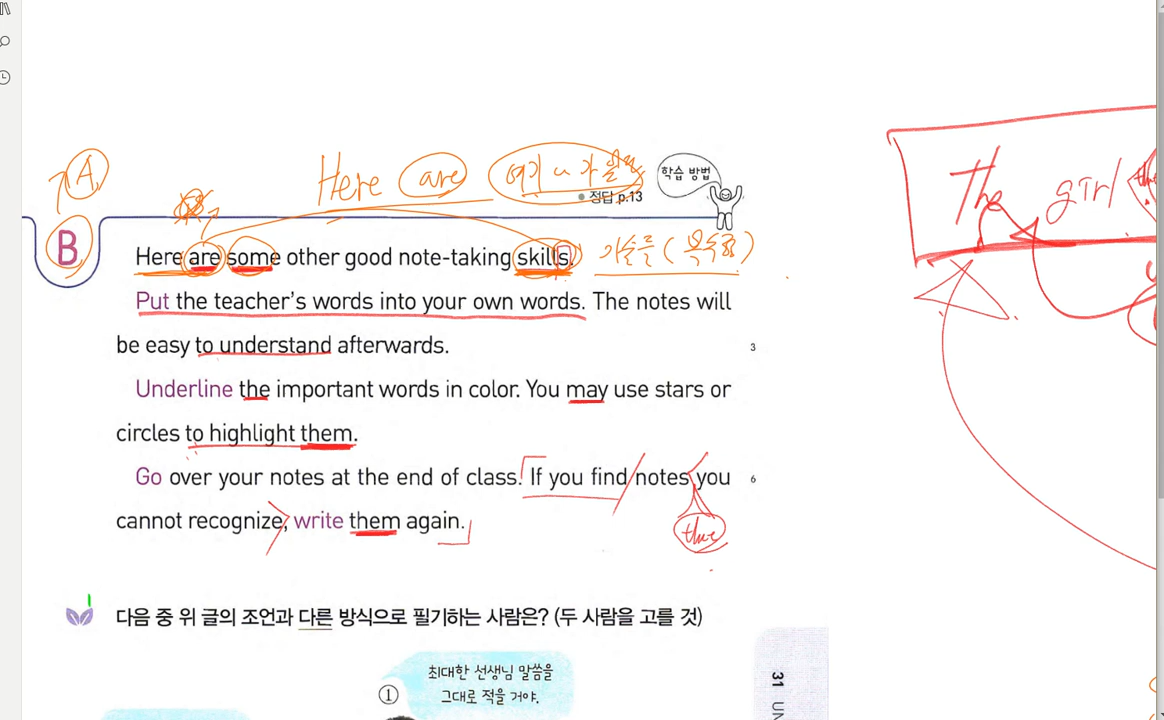 A
Here are 여기
학습 방법
정답 p.13
The girl
B
Here are some other good note-taking skills. 기술들 (복수형)
Put the teacher's words into your own words. The notes will
be easy to understand afterwards.
3
Underline the important words in color. You may use stars or
circles to highlight them.
Go over your notes at the end of class. If you find notes you
6
cannot recognize, write them again.
다음 중 위 글의 조언과 다른 방식으로 필기하는 사람은? (두 사람을 고를 것)
최대한 선생님 말씀을
① 그대로 적을 거야.
31